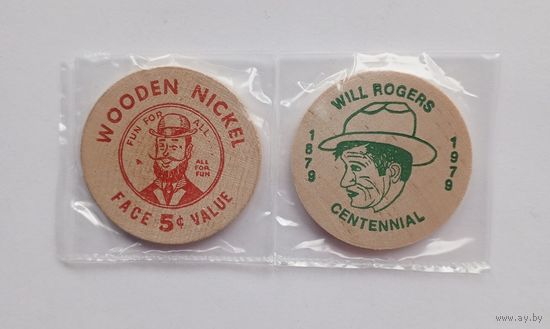 WOODEN NICKEL
FUN FOR ALL
ALL
FOR
FUN
FACE 5¢ VALUE
WILL ROGERS
1879
1979
CENTENNIAL
https://www.ay.by